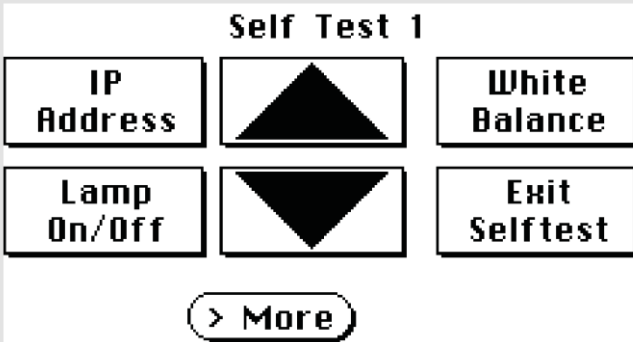 Self Test 1
IP
Address
White
Balance
Lamp
On/Off
Exit
Selftest
> More